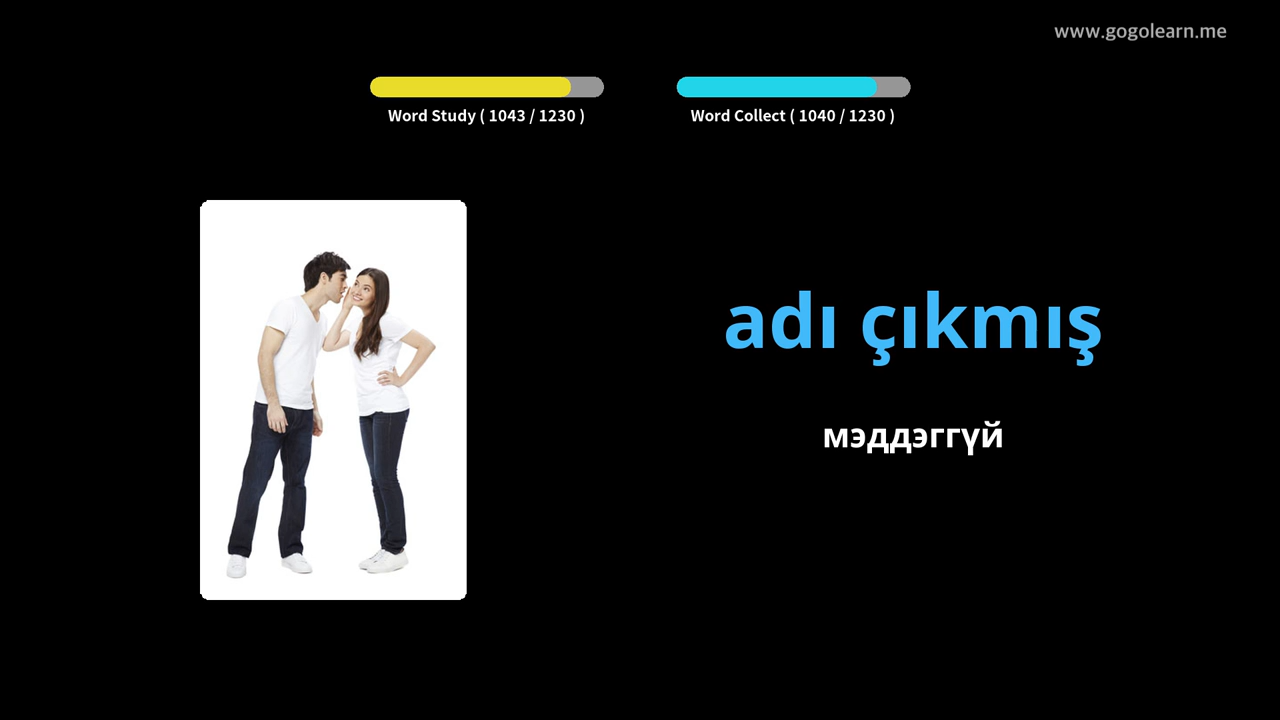 www.gogolearn.me
Word Study ( 1043 / 1230 )
Word Collect ( 1040 / 1230 )
adı çıkmış
мэддэггүй